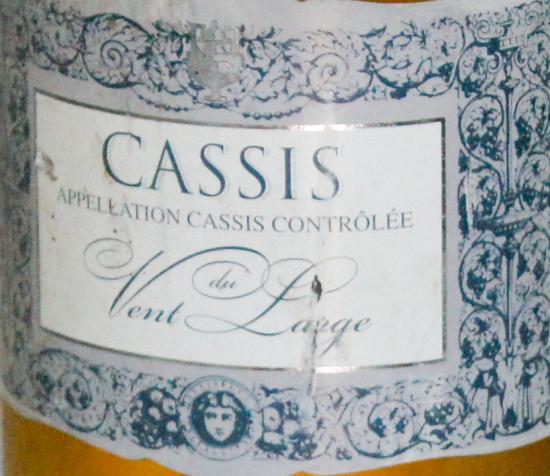 CASSIS
APPELLATION CASSIS CONTRÔLÉE
Vent du Large